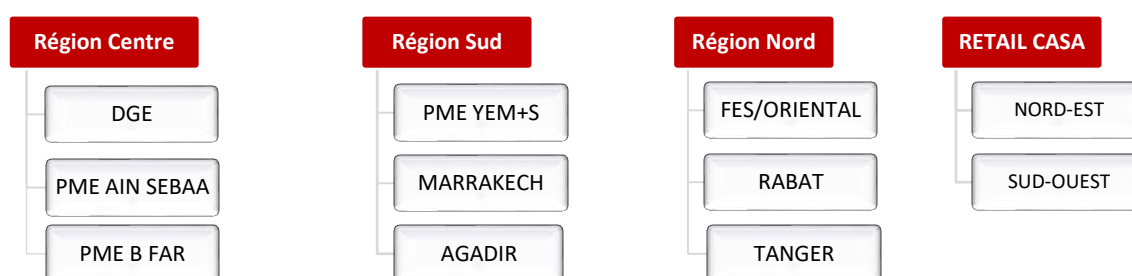 Région Centre
DGE
PME AIN SEBAA
PME B FAR
Région Sud
PME YEM+S
MARRAKECH
AGADIR
Région Nord
FES/ORIENTAL
RABAT
TANGER
RETAIL CASA
NORD-EST
SUD-OUEST